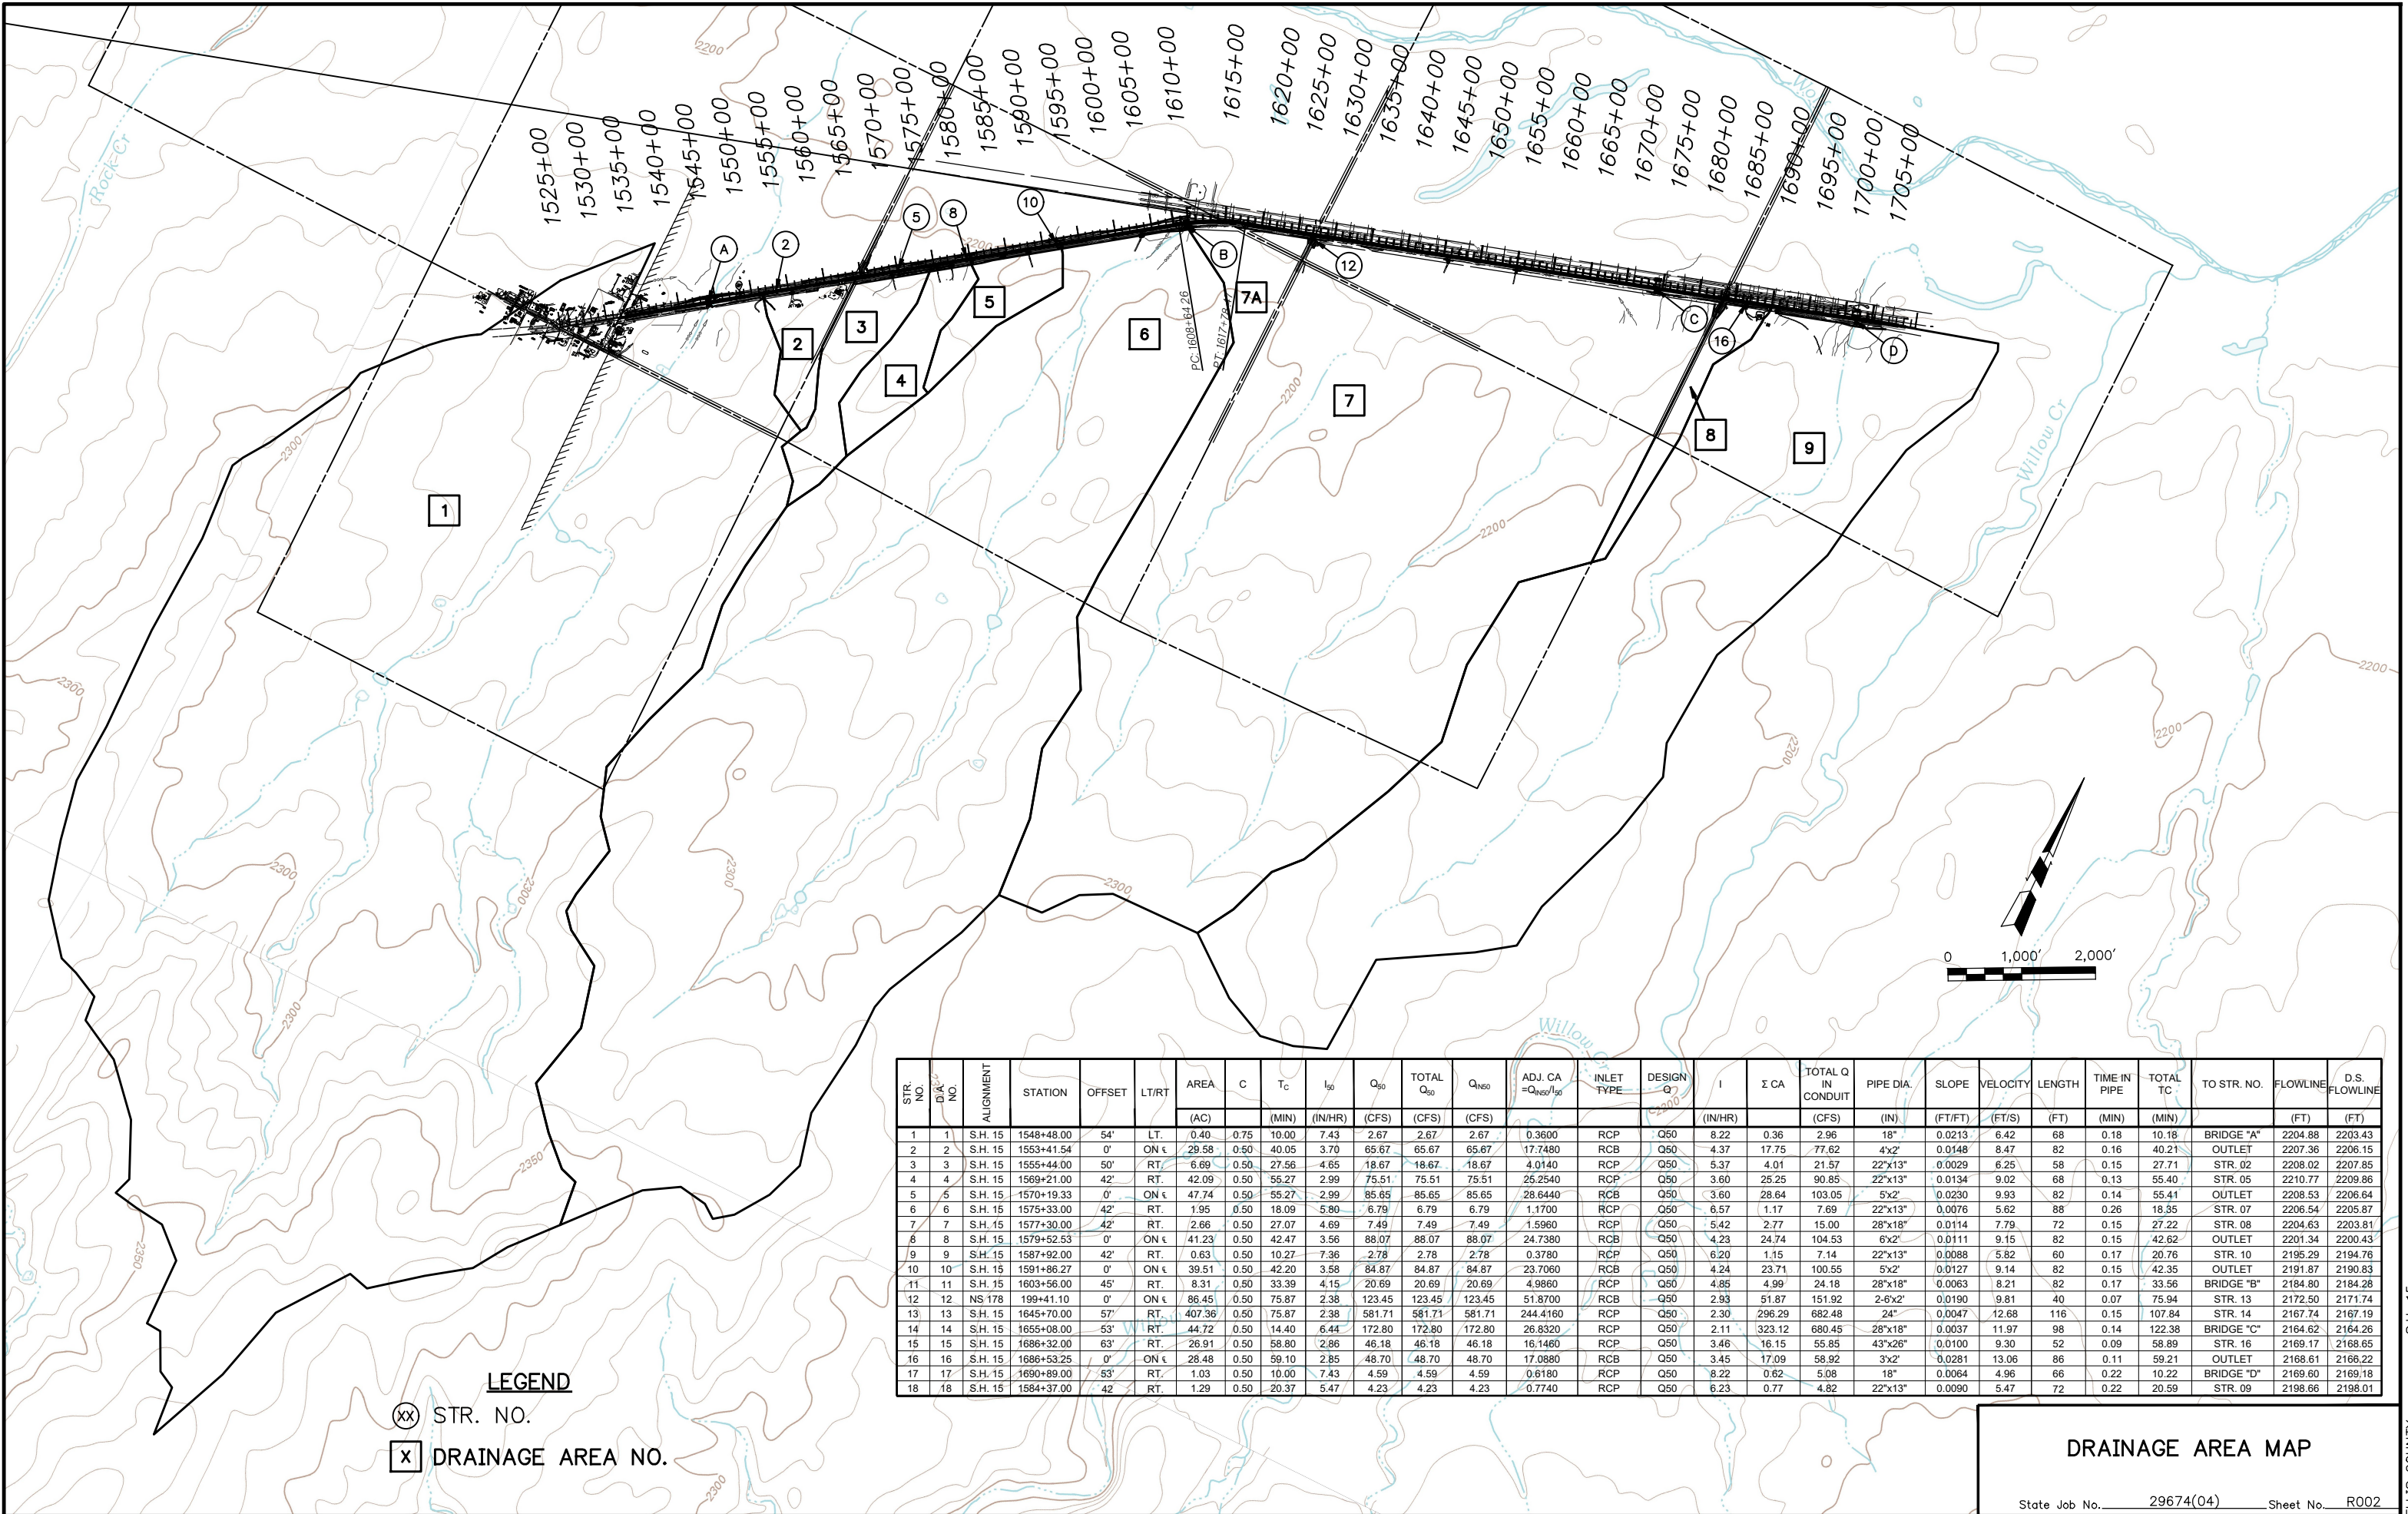 1525+00
1530+00
1535+00
1540+00
1545+00
1550+00
1555+00
1560+00
1565+00
1570+00
1575+00
1580+00
1585+00
1590+00
1595+00
1600+00
1605+00
1610+00
1615+00
1620+00
1625+00
1630+00
1635+00
1640+00
1645+00
1650+00
1655+00
1660+00
1665+00
1670+00
1675+00
1680+00
1685+00
1690+00
1695+00
1700+00
1705+00
Rock Cr
Willow Cr
Willow Cr
2200
2200
2200
2200
2200
2200
2200
2200
2300
2300
2300
2300
2300
2300
2300
2300
2350
2350
A
2
5
8
10
B
12
C
16
D
1
2
3
4
5
6
7A
7
8
9
PC: 1608+64.26
0 1,000' 2,000'
STR. NO. D.A. NO. ALIGNMENT STATION OFFSET LT/RT AREA C TC I50 Q50 TOTAL Q50 QIN50 ADJ. CA =QIN50/I50 INLET TYPE DESIGN Q I Σ CA TOTAL Q IN CONDUIT PIPE DIA. SLOPE VELOCITY LENGTH TIME IN PIPE TOTAL TC TO STR. NO. FLOWLINE D.S. FLOWLINE
(AC) (MIN) (IN/HR) (CFS) (CFS) (CFS) (IN/HR) (CFS) (IN) (FT/FT) (FT/S) (FT) (MIN) (MIN) (FT) (FT)
1 1 S.H. 15 1548+48.00 54' LT. 0.40 0.75 10.00 7.43 2.67 2.67 2.67 0.3600 RCP Q50 8.22 0.36 2.96 18" 0.0213 6.42 68 0.18 10.18 BRIDGE "A" 2204.88 2203.43
2 2 S.H. 15 1553+41.54 0' ON ℄ 29.58 0.50 40.05 3.70 65.67 65.67 65.67 17.7480 RCB Q50 4.37 17.75 77.62 4'x2' 0.0148 8.47 82 0.16 40.21 OUTLET 2207.36 2206.15
3 3 S.H. 15 1555+44.00 50' RT. 6.69 0.50 27.56 4.65 18.67 18.67 18.67 4.0140 RCP Q50 5.37 4.01 21.57 22"x13" 0.0029 6.25 58 0.15 27.71 STR. 02 2208.02 2207.85
4 4 S.H. 15 1569+21.00 42' RT. 42.09 0.50 55.27 2.99 75.51 75.51 75.51 25.2540 RCP Q50 3.60 25.25 90.85 22"x13" 0.0134 9.02 68 0.13 55.40 STR. 05 2210.77 2209.86
5 5 S.H. 15 1570+19.33 0' ON ℄ 47.74 0.50 55.27 2.99 85.65 85.65 85.65 28.6440 RCB Q50 3.60 28.64 103.05 5'x2' 0.0230 9.93 82 0.14 55.41 OUTLET 2208.53 2206.64
6 6 S.H. 15 1575+33.00 42' RT. 1.95 0.50 18.09 5.80 6.79 6.79 6.79 1.1700 RCP Q50 6.57 1.17 7.69 22"x13" 0.0076 5.62 88 0.26 18.35 STR. 07 2206.54 2205.87
7 7 S.H. 15 1577+30.00 42' RT. 2.66 0.50 27.07 4.69 7.49 7.49 7.49 1.5960 RCP Q50 5.42 2.77 15.00 28"x18" 0.0114 7.79 72 0.15 27.22 STR. 08 2204.63 2203.81
8 8 S.H. 15 1579+52.53 0' ON ℄ 41.23 0.50 42.47 3.56 88.07 88.07 88.07 24.7380 RCB Q50 4.23 24.74 104.53 6'x2' 0.0111 9.15 82 0.15 42.62 OUTLET 2201.34 2200.43
9 9 S.H. 15 1587+92.00 42' RT. 0.63 0.50 10.27 7.36 2.78 2.78 2.78 0.3780 RCP Q50 6.20 1.15 7.14 22"x13" 0.0088 5.82 60 0.17 20.76 STR. 10 2195.29 2194.76
10 10 S.H. 15 1591+86.27 0' ON ℄ 39.51 0.50 42.20 3.58 84.87 84.87 84.87 23.7060 RCB Q50 4.24 23.71 100.55 5'x2' 0.0127 9.14 82 0.15 42.35 OUTLET 2191.87 2190.83
11 11 S.H. 15 1603+56.00 45' RT. 8.31 0.50 33.39 4.15 20.69 20.69 20.69 4.9860 RCP Q50 4.85 4.99 24.18 28"x18" 0.0063 8.21 82 0.17 33.56 BRIDGE "B" 2184.80 2184.28
12 12 NS 178 199+41.10 0' ON ℄ 86.45 0.50 75.87 2.38 123.45 123.45 123.45 51.8700 RCB Q50 2.93 51.87 151.92 2-6'x2' 0.0190 9.81 40 0.07 75.94 STR. 13 2172.50 2171.74
13 13 S.H. 15 1645+70.00 57' RT. 407.36 0.50 75.87 2.38 581.71 581.71 581.71 244.4160 RCP Q50 2.30 296.29 682.48 24" 0.0047 12.68 116 0.15 107.84 STR. 14 2167.74 2167.19
14 14 S.H. 15 1655+08.00 53' RT. 44.72 0.50 14.40 6.44 172.80 172.80 172.80 26.8320 RCP Q50 2.11 323.12 680.45 28"x18" 0.0037 11.97 98 0.14 122.38 BRIDGE "C" 2164.62 2164.26
15 15 S.H. 15 1686+32.00 63' RT. 26.91 0.50 58.80 2.86 46.18 46.18 46.18 16.1460 RCP Q50 3.46 16.15 55.85 43"x26" 0.0100 9.30 52 0.09 58.89 STR. 16 2169.17 2168.65
16 16 S.H. 15 1686+53.25 0' ON ℄ 28.48 0.50 59.10 2.85 48.70 48.70 48.70 17.0880 RCB Q50 3.45 17.09 58.92 3'x2' 0.0281 13.06 86 0.11 59.21 OUTLET 2168.61 2166.22
17 17 S.H. 15 1690+89.00 53' RT. 1.03 0.50 10.00 7.43 4.59 4.59 4.59 0.6180 RCP Q50 8.22 0.62 5.08 18" 0.0064 4.96 66 0.22 10.22 BRIDGE "D" 2169.60 2169.18
18 18 S.H. 15 1584+37.00 42' RT. 1.29 0.50 20.37 5.47 4.23 4.23 4.23 0.7740 RCP Q50 6.23 0.77 4.82 22"x13" 0.0090 5.47 72 0.22 20.59 STR. 09 2198.66 2198.01
LEGEND
XX STR. NO.
X DRAINAGE AREA NO.
DRAINAGE AREA MAP
State Job No. 29674(04) Sheet No. R002